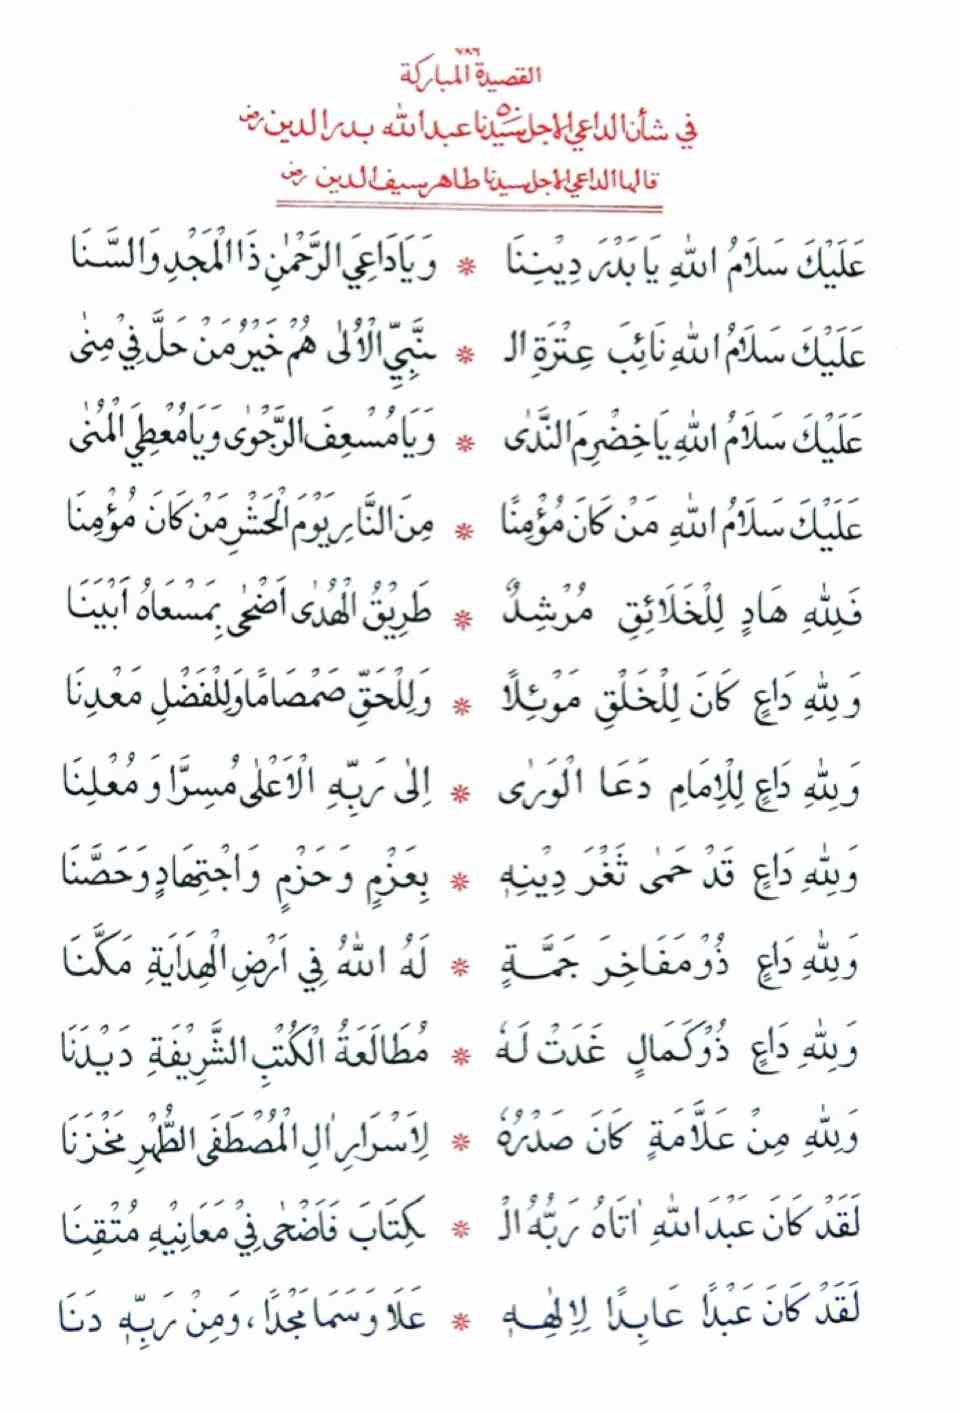 ٧٨٦
القصيدة المباركة
في شأن الداعي الاجل ٥٠ سيدنا عبد الله بدر الدين رض
قالها الداعي الاجل سيدنا طاهر سيف الدين رض
عَلَيْكَ سَلَامُ اللهِ يَا بَدْرَ دِيْنِنَا * وَيَا دَاعِيَ الرَّحْمٰنِ ذَا الْمَجْدِ وَالسَّنَا
عَلَيْكَ سَلَامُ اللهِ نَائِبَ عِتْرَةِ الـ * ـنَّبِيِّ الْاُلٰى هُمْ خَيْرُ مَنْ حَلَّ فِيْ مِنٰى
عَلَيْكَ سَلَامُ اللهِ يَا خِضْرِمَ النَّدٰى * وَيَا مُسْعِفَ الرَّجْوٰى وَيَا مُعْطِيَ الْمُنٰى
عَلَيْكَ سَلَامُ اللهِ مَنْ كَانَ مُؤْمِنًا * مِنَ النَّارِ يَوْمَ الْحَشْرِ مَنْ كَانَ مُؤْمِنَا
فَلِلّٰهِ هَادٍ لِلْخَلَائِقِ مُرْشِدٌ * طَرِيْقُ الْهُدٰى اَضْحٰى بِمَسْعَاهُ اَبْيَنَا
وَلِلّٰهِ دَاعٍ كَانَ لِلْخَلْقِ مَوْئِلًا * وَلِلْحَقِّ صَمْصَامًا وَلِلْفَضْلِ مَعْدِنَا
وَلِلّٰهِ دَاعٍ لِلْاِمَامِ دَعَا الْوَرٰى * اِلٰى رَبِّهِ الْاَعْلٰى مُسِرًّا وَ مُعْلِنَا
وَلِلّٰهِ دَاعٍ قَدْ حَمٰى ثَغْرَ دِيْنِهٖ * بِعَزْمٍ وَحَزْمٍ وَاجْتِهَادٍ وَحَصَّنَا
وَلِلّٰهِ دَاعٍ ذُوْ مَفَاخِرَ جَمَّةٍ * لَهُ اللهُ فِي اَرْضِ الْهِدَايَةِ مَكَّنَا
وَلِلّٰهِ دَاعٍ ذُوْ كَمَالٍ غَدَتْ لَهٗ * مُطَالَعَةُ الْكُتْبِ الشَّرِيْفَةِ دَيْدَنَا
وَلِلّٰهِ مِنْ عَلَّامَةٍ كَانَ صَدْرُهٗ * لِاَسْرَارِ اٰلِ الْمُصْطَفَى الطُّهْرِ مَخْزَنَا
لَقَدْ كَانَ عَبْدَ اللهِ اٰتَاهُ رَبُّهُ الْـ * ـكِتَابَ فَاَضْحٰى فِيْ مَعَانِيْهِ مُتْقِنَا
لَقَدْ كَانَ عَبْدًا عَابِدًا لِاِلٰهِهٖ * عَلَا وَسَمَا مَجْدًا، وَمِنْ رَبِّهٖ دَنَا